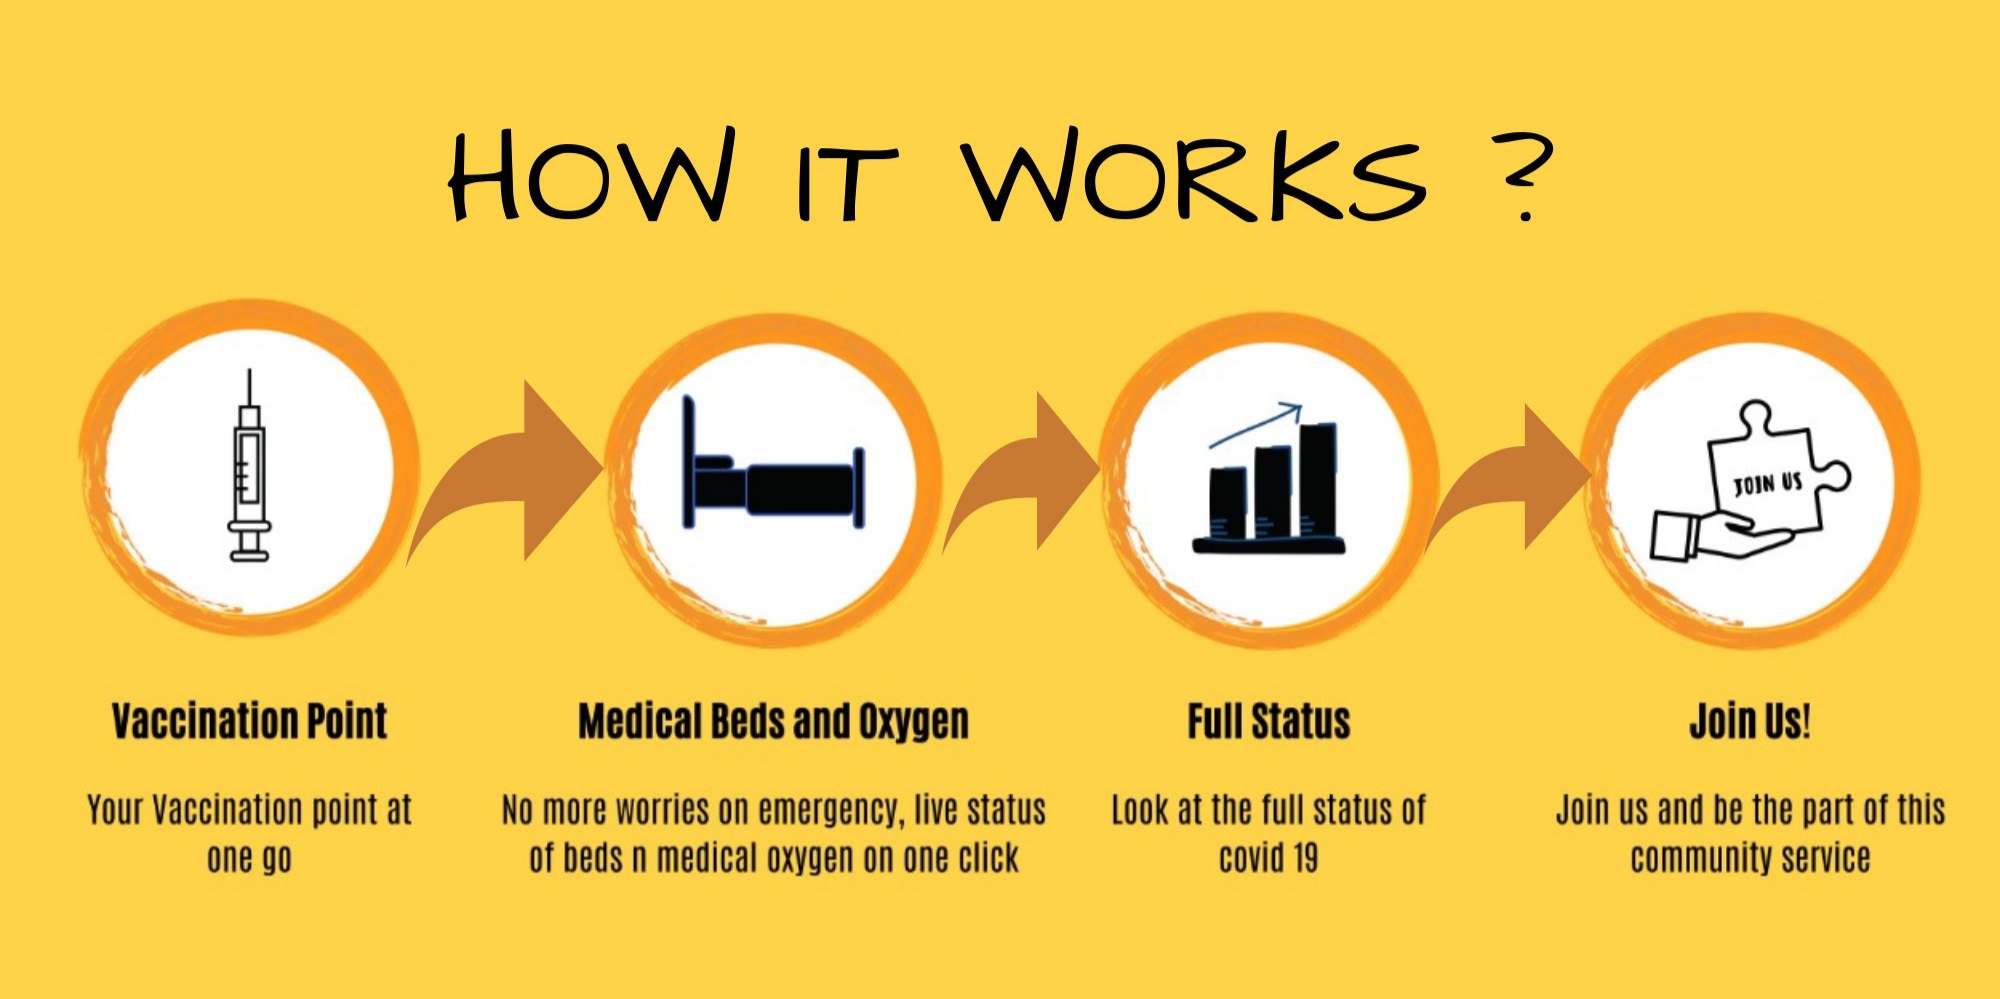 HOW IT WORKS ?
JOIN US
Vaccination Point
Your Vaccination point at
one go
Medical Beds and Oxygen
No more worries on emergency, live status
of beds n medical oxygen on one click
Full Status
Look at the full status of
covid 19
Join Us!
Join us and be the part of this
community service